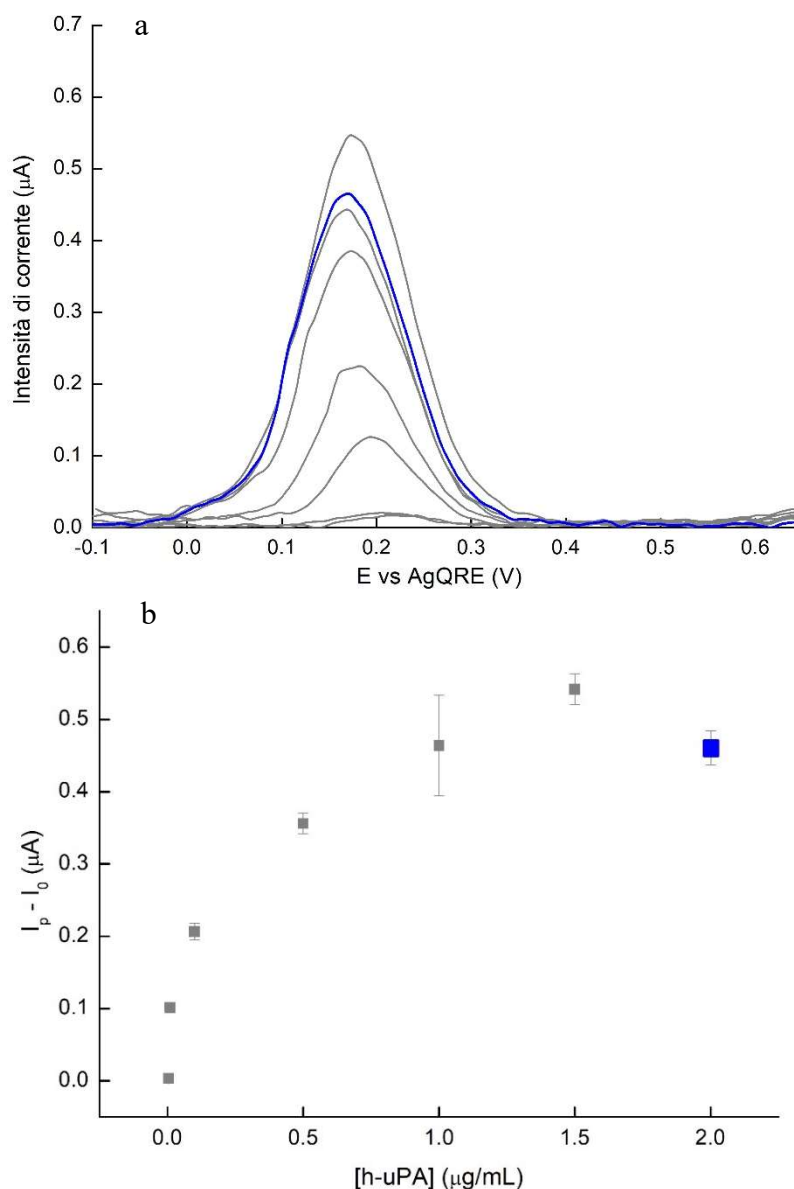 a
0.7
0.6
0.5
0.4
0.3
0.2
0.1
0.0
Intensità di corrente (μA)
-0.1 0.0 0.1 0.2 0.3 0.4 0.5 0.6
E vs AgQRE (V)
b
0.6
0.5
0.4
0.3
0.2
0.1
0.0
Ip - I0 (μA)
0.0 0.5 1.0 1.5 2.0
[h-uPA] (μg/mL)